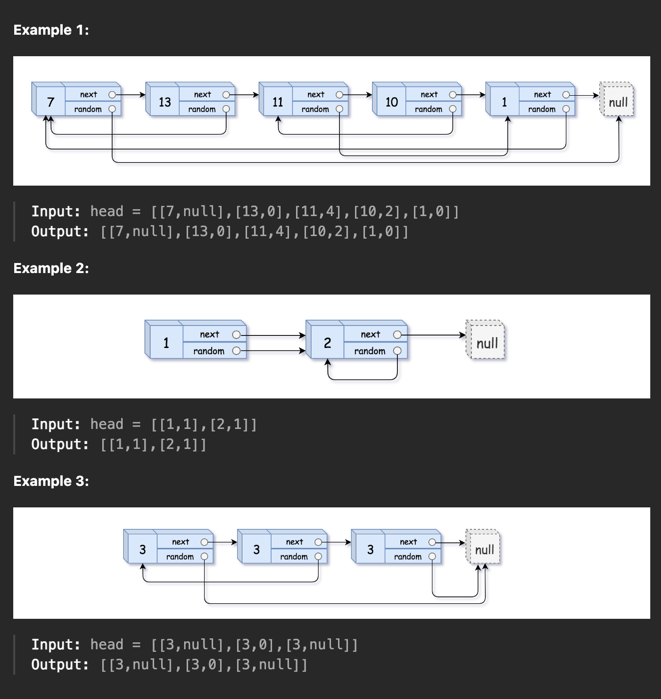 Example 1:
7 next random 13 next random 11 next random 10 next random 1 next random null
Input: head = [[7,null],[13,0],[11,4],[10,2],[1,0]]
Output: [[7,null],[13,0],[11,4],[10,2],[1,0]]
Example 2:
1 next random 2 next random null
Input: head = [[1,1],[2,1]]
Output: [[1,1],[2,1]]
Example 3:
3 next random 3 next random 3 next random null
Input: head = [[3,null],[3,0],[3,null]]
Output: [[3,null],[3,0],[3,null]]